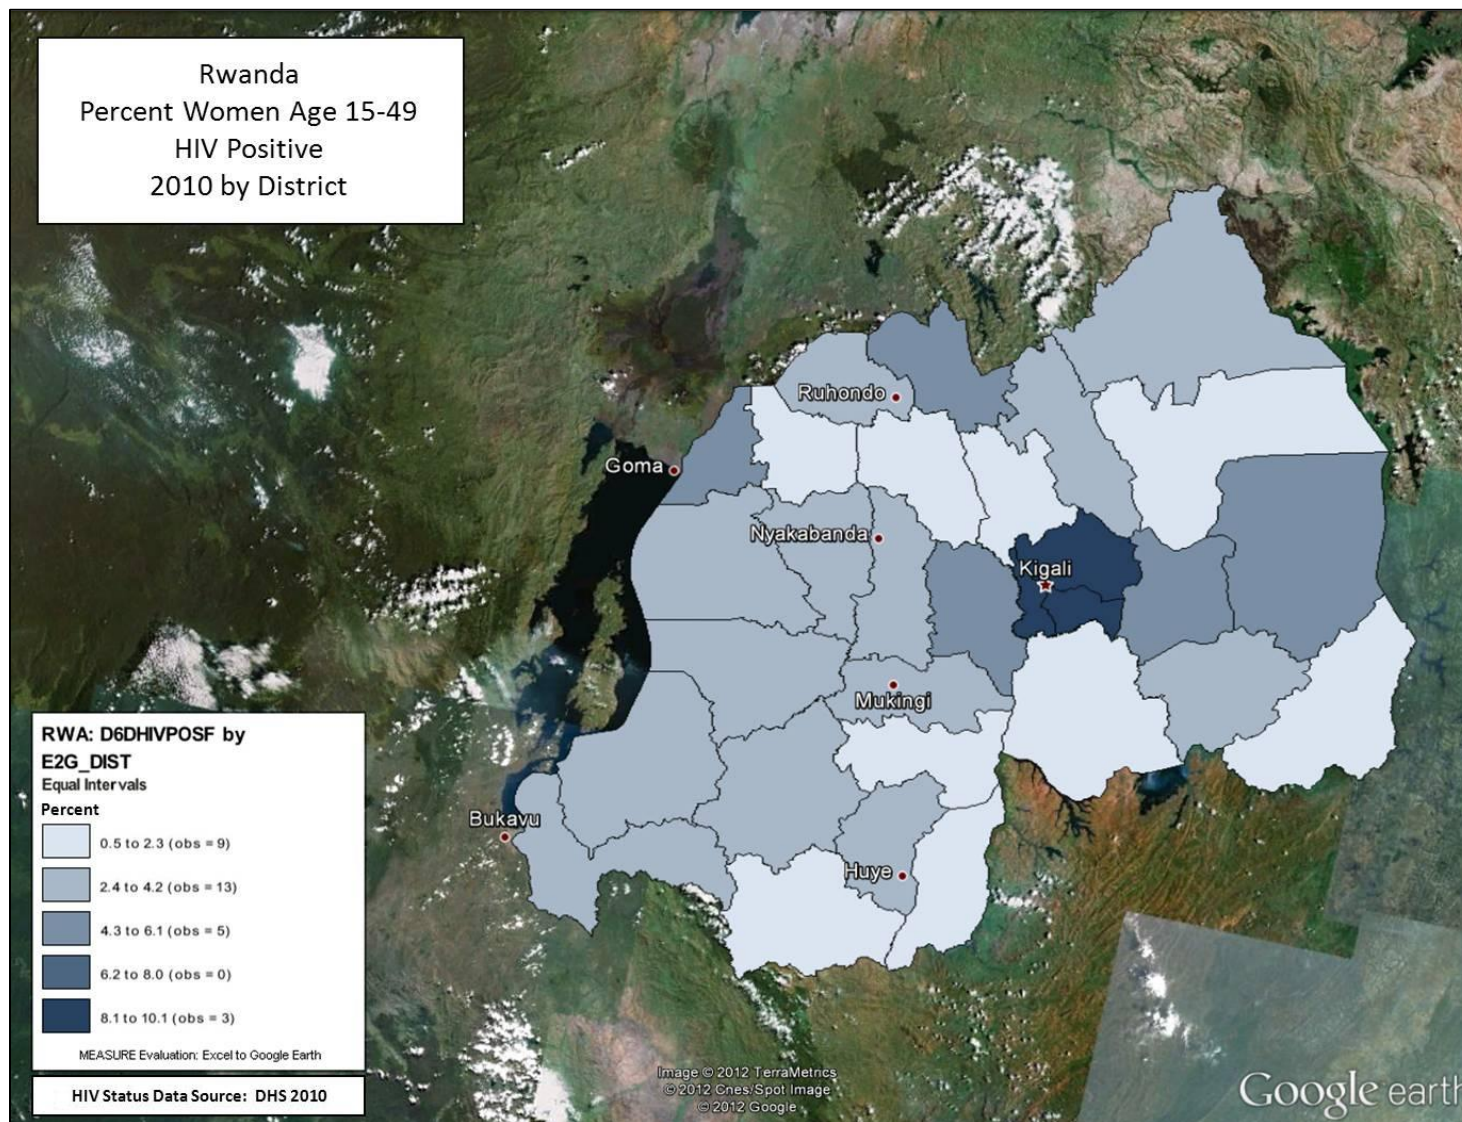 Rwanda
Percent Women Age 15-49
HIV Positive
2010 by District
Ruhondo
Goma
Nyakabanda
Kigali
Mukingi
Bukavu
Huye
RWA: D6DHIVPOSF by
E2G_DIST
Equal Intervals
Percent
0.5 to 2.3 (obs = 9)
2.4 to 4.2 (obs = 13)
4.3 to 6.1 (obs = 5)
6.2 to 8.0 (obs = 0)
8.1 to 10.1 (obs = 3)
MEASURE Evaluation: Excel to Google Earth
HIV Status Data Source: DHS 2010
Image © 2012 TerraMetrics
© 2012 Cnes/Spot Image
© 2012 Google
Google earth